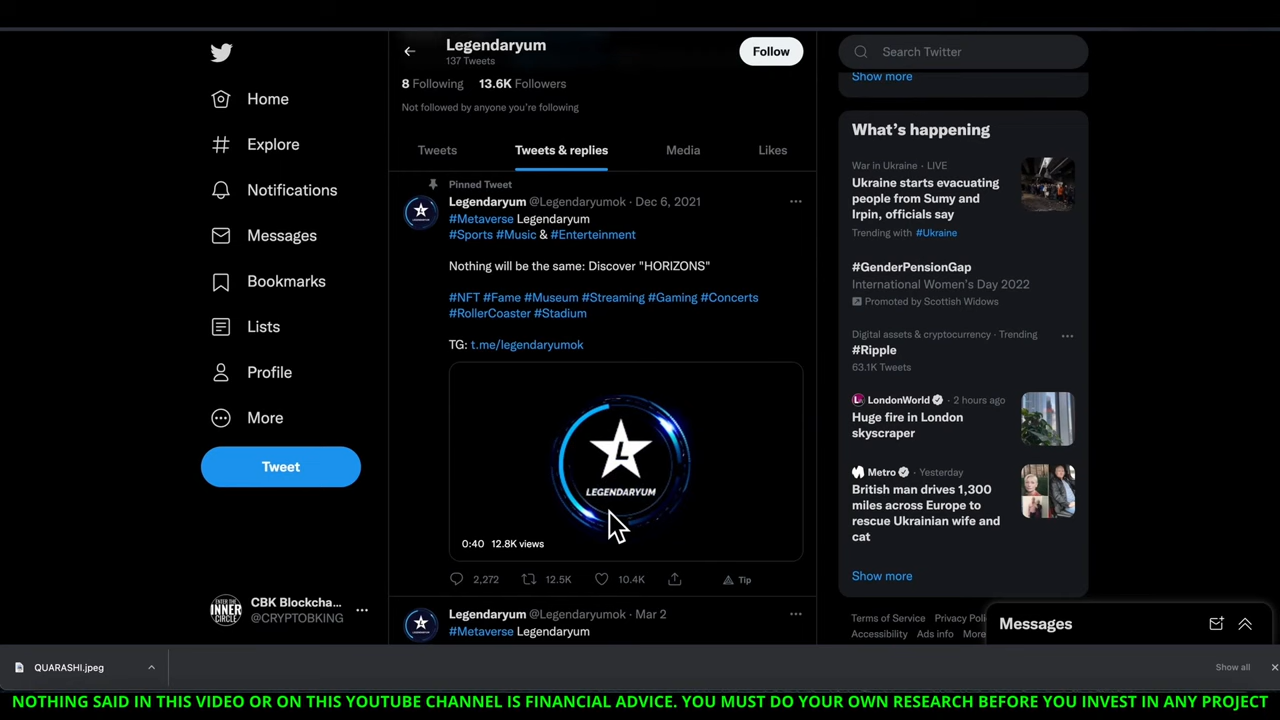 Home
Explore
Notifications
Messages
Bookmarks
Lists
Profile
More
Tweet
CBK Blockcha...
@CRYPTOBKING
Legendaryum
137 Tweets
Follow
8 Following 13.6K Followers
Not followed by anyone you're following
Tweets Tweets & replies Media Likes
Pinned Tweet
Legendaryum @Legendaryumok · Dec 6, 2021
#Metaverse Legendaryum
#Sports #Music & #Enterteinment
Nothing will be the same: Discover "HORIZONS"
#NFT #Fame #Museum #Streaming #Gaming #Concerts
#RollerCoaster #Stadium
TG: t.me/legendaryumok
L
LEGENDARYUM
0:40 12.8K views
2,272 12.5K 10.4K Tip
Legendaryum @Legendaryumok · Mar 2
#Metaverse Legendaryum
Search Twitter
Show more
What's happening
War in Ukraine · LIVE
Ukraine starts evacuating
people from Sumy and
Irpin, officials say
Trending with #Ukraine
#GenderPensionGap
International Women's Day 2022
Promoted by Scottish Widows
Digital assets & cryptocurrency · Trending
#Ripple
63.1K Tweets
LondonWorld · 2 hours ago
Huge fire in London
skyscraper
Metro · Yesterday
British man drives 1,300
miles across Europe to
rescue Ukrainian wife and
cat
Show more
Terms of Service Privacy Poli
Accessibility Ads info More
Messages
QUARASHI.jpeg
Show all
NOTHING SAID IN THIS VIDEO OR ON THIS YOUTUBE CHANNEL IS FINANCIAL ADVICE. YOU MUST DO YOUR OWN RESEARCH BEFORE YOU INVEST IN ANY PROJECT